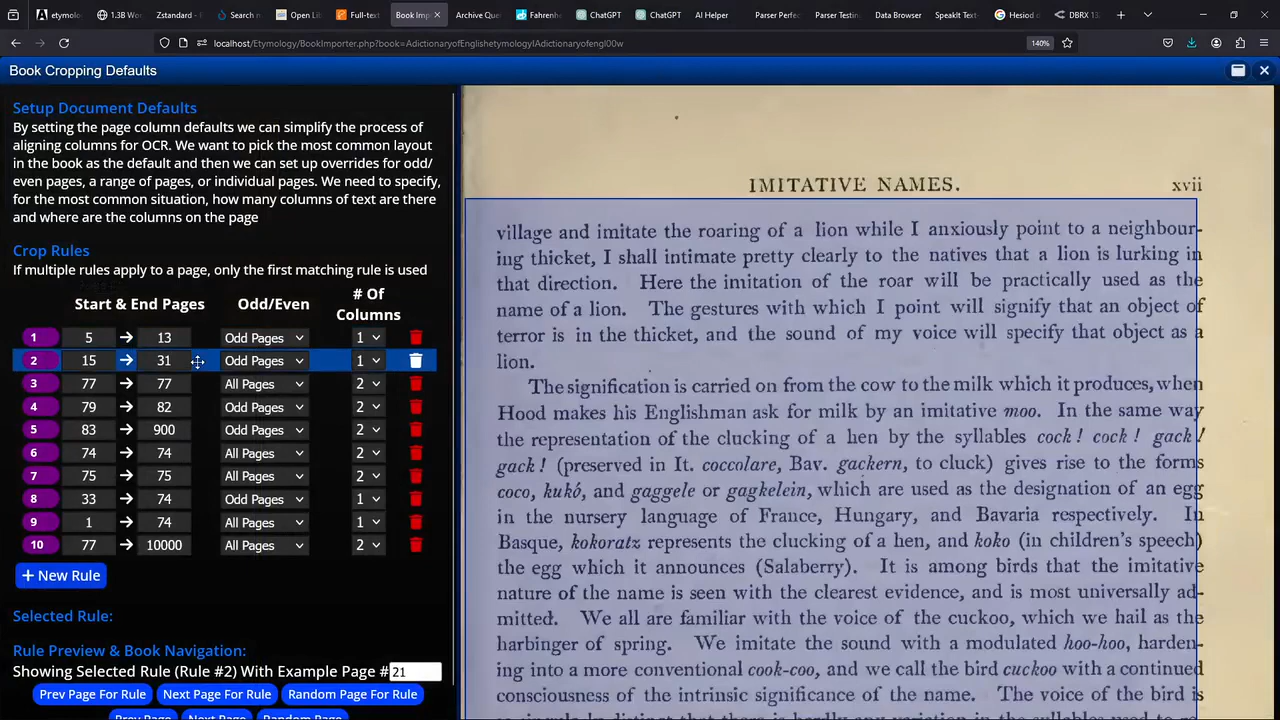 etymolo
1.3B Wor
Zstandard -
Search n
Open Lib
Full-text
Book Imp
Archive Que
Fahrenhe
ChatGPT
ChatGPT
AI Helper
Parser Perfec
Parser Testing
Data Browser
SpeakIt Text-
Hesiod a
DBRX 13
localhost/Etymology/BookImporter.php?book=AdictionaryofEnglishetymologyIAdictionaryofengl00w
140%
Book Cropping Defaults
Setup Document Defaults
By setting the page column defaults we can simplify the process of
aligning columns for OCR. We want to pick the most common layout
in the book as the default and then we can set up overrides for odd/
even pages, a range of pages, or individual pages. We need to specify,
for the most common situation, how many columns of text are there
and where are the columns on the page
Crop Rules
If multiple rules apply to a page, only the first matching rule is used
Start & End Pages Odd/Even # Of Columns
1 5 → 13 Odd Pages 1
2 15 → 31 Odd Pages 1
3 77 → 77 All Pages 2
4 79 → 82 Odd Pages 2
5 83 → 900 Odd Pages 2
6 74 → 74 All Pages 2
7 75 → 75 All Pages 2
8 33 → 74 Odd Pages 1
9 1 → 74 All Pages 1
10 77 → 10000 All Pages 2
+ New Rule
Selected Rule:
Rule Preview & Book Navigation:
Showing Selected Rule (Rule #2) With Example Page # 21
Prev Page For Rule Next Page For Rule Random Page For Rule
Prev Page Next Page Random Page
IMITATIVE NAMES. xvii
village and imitate the roaring of a lion while I anxiously point to a neighbour-
ing thicket, I shall intimate pretty clearly to the natives that a lion is lurking in
that direction. Here the imitation of the roar will be practically used as the
name of a lion. The gestures with which I point will signify that an object of
terror is in the thicket, and the sound of my voice will specify that object as a
lion.
The signification is carried on from the cow to the milk which it produces, when
Hood makes his Englishman ask for milk by an imitative moo. In the same way
the representation of the clucking of a hen by the syllables cock! cock! gack!
gack! (preserved in It. coccolare, Bav. gackern, to cluck) gives rise to the forms
coco, kukó, and gaggele or gagkelein, which are used as the designation of an egg
in the nursery language of France, Hungary, and Bavaria respectively. In
Basque, kokoratz represents the clucking of a hen, and koko (in children's speech)
the egg which it announces (Salaberry). It is among birds that the imitative
nature of the name is seen with the clearest evidence, and is most universally ad-
mitted. We all are familiar with the voice of the cuckoo, which we hail as the
harbinger of spring. We imitate the sound with a modulated hoo-hoo, harden-
ing into a more conventional cook-coo, and we call the bird cuckoo with a continued
consciousness of the intrinsic significance of the name. The voice of the bird is